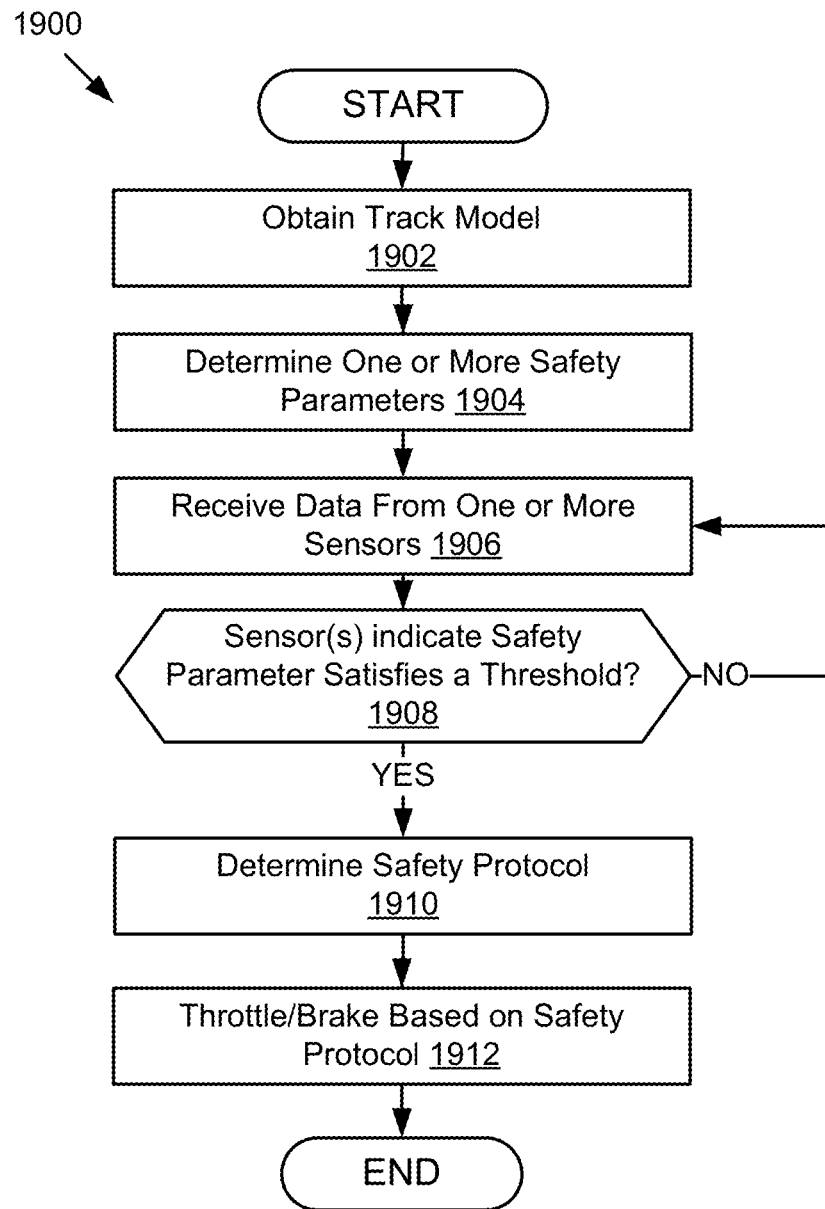 1900
START
Obtain Track Model
1902
Determine One or More Safety
Parameters 1904
Receive Data From One or More
Sensors 1906
Sensor(s) indicate Safety
Parameter Satisfies a Threshold?
1908
NO
YES
Determine Safety Protocol
1910
Throttle/Brake Based on Safety
Protocol 1912
END